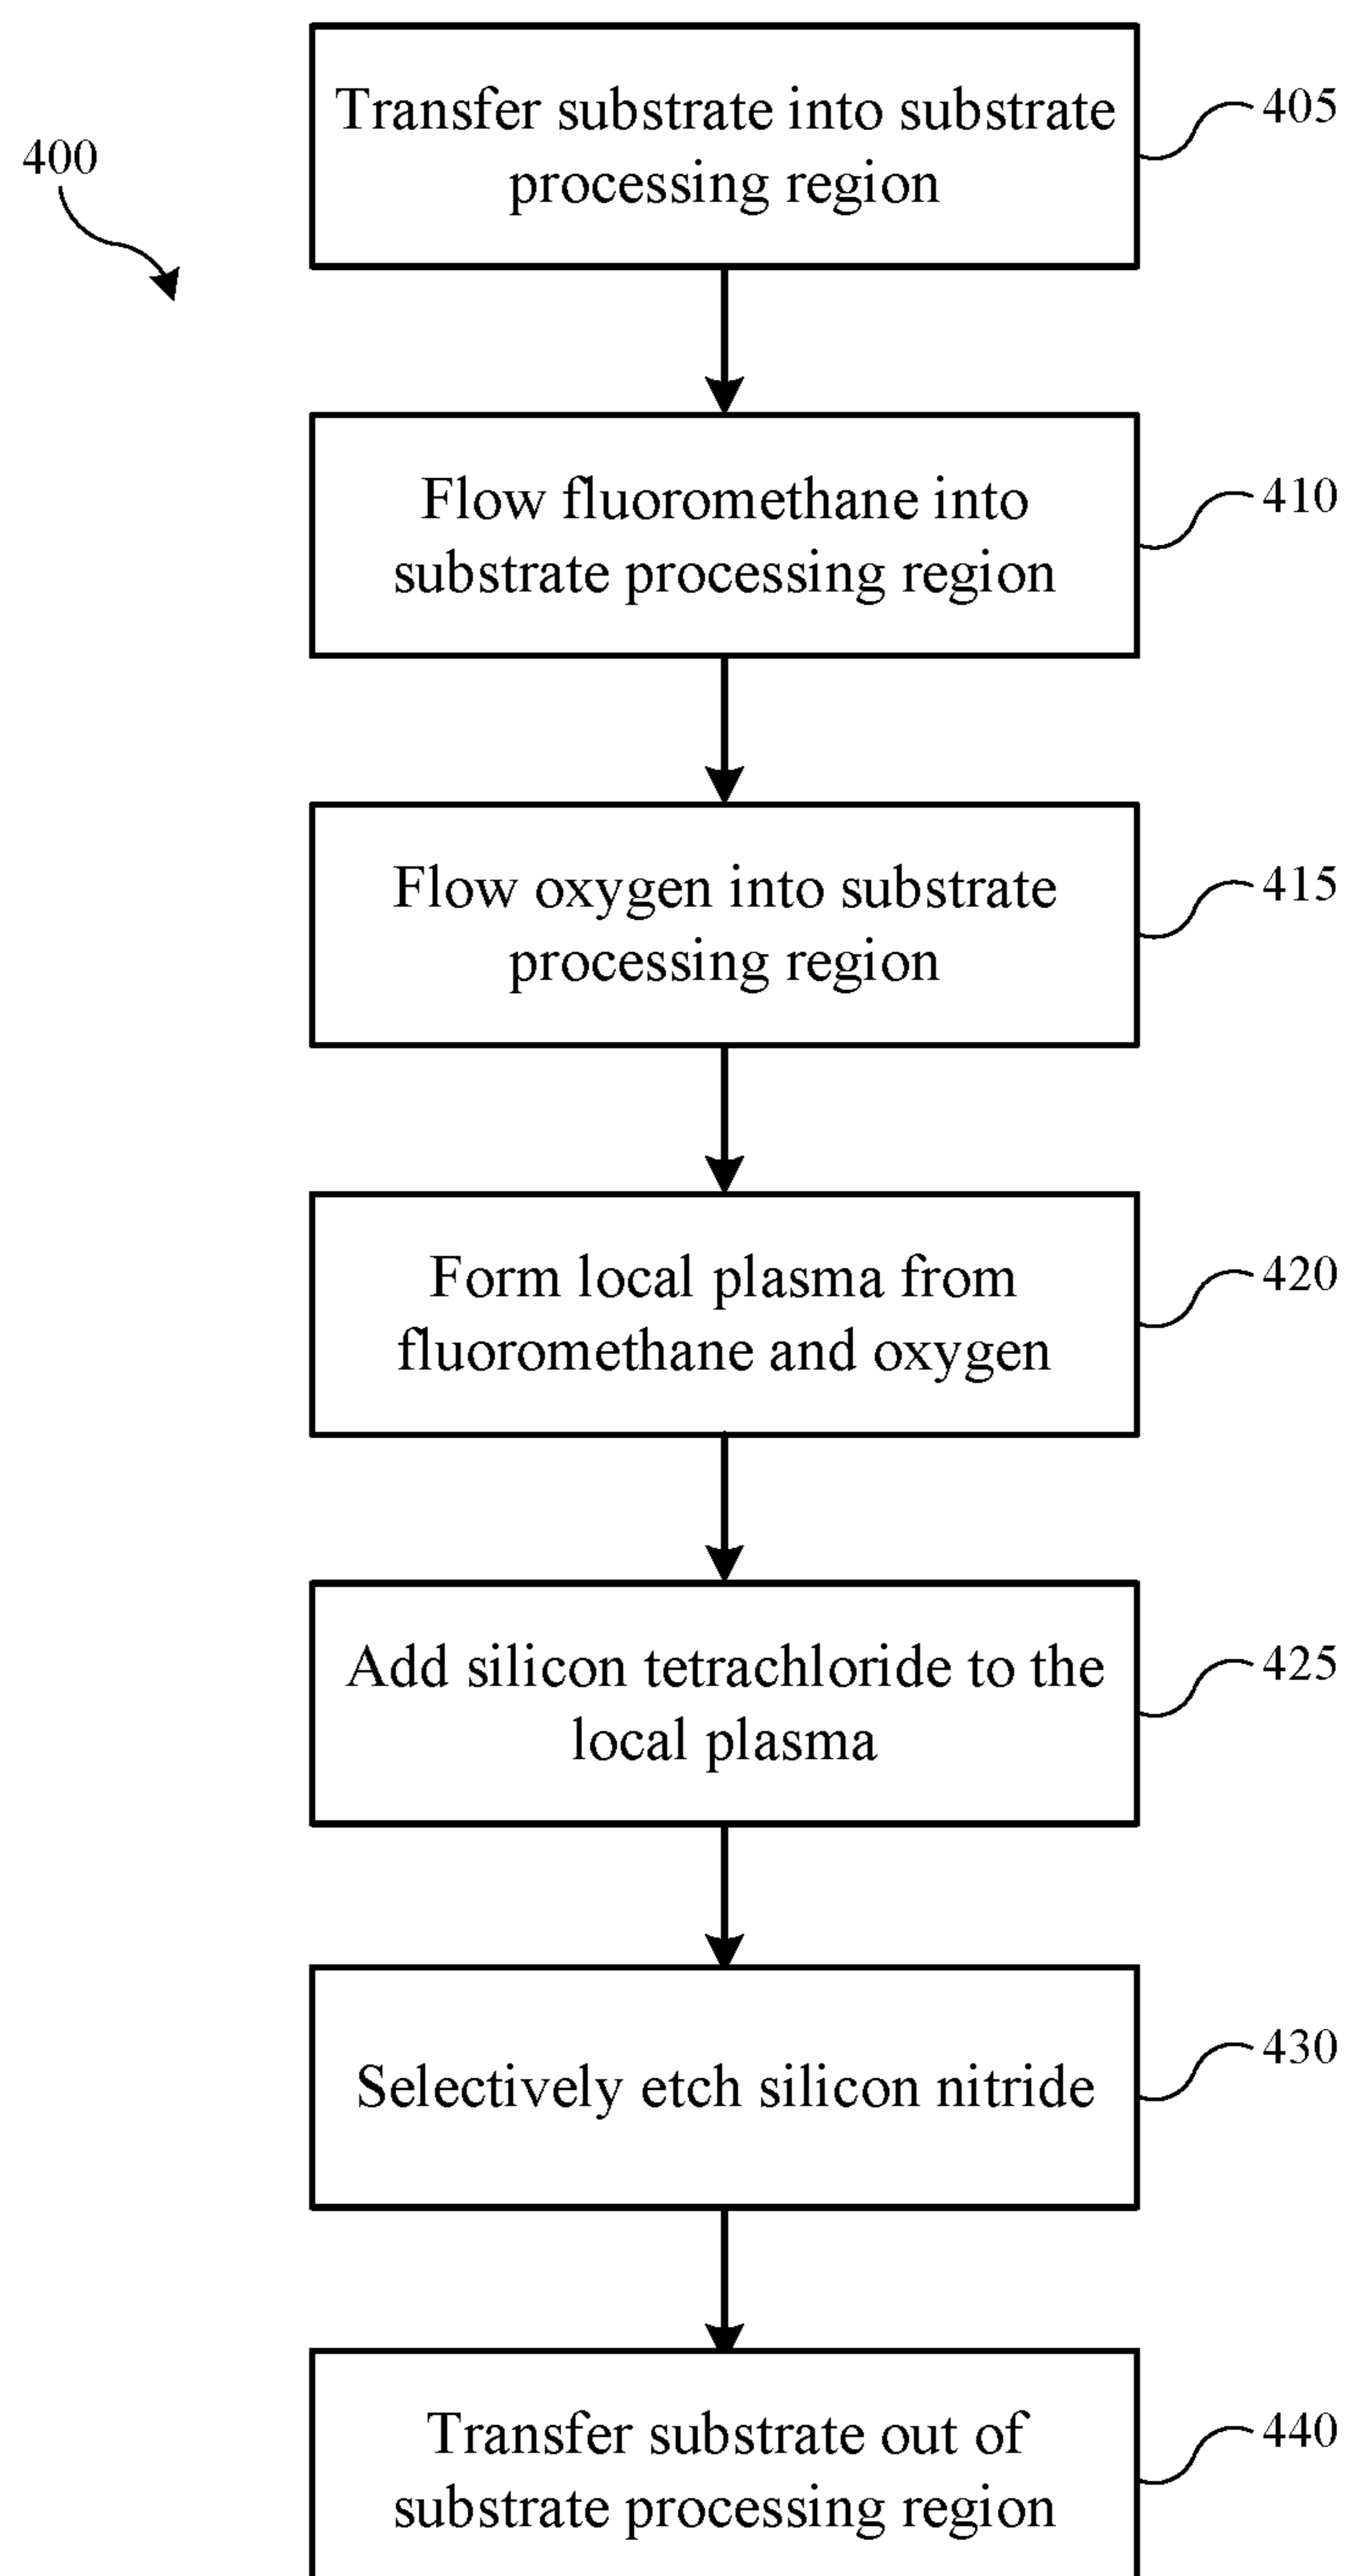 400
Transfer substrate into substrate
processing region
405
Flow fluoromethane into
substrate processing region
410
Flow oxygen into substrate
processing region
415
Form local plasma from
fluoromethane and oxygen
420
Add silicon tetrachloride to the
local plasma
425
Selectively etch silicon nitride
430
Transfer substrate out of
substrate processing region
440